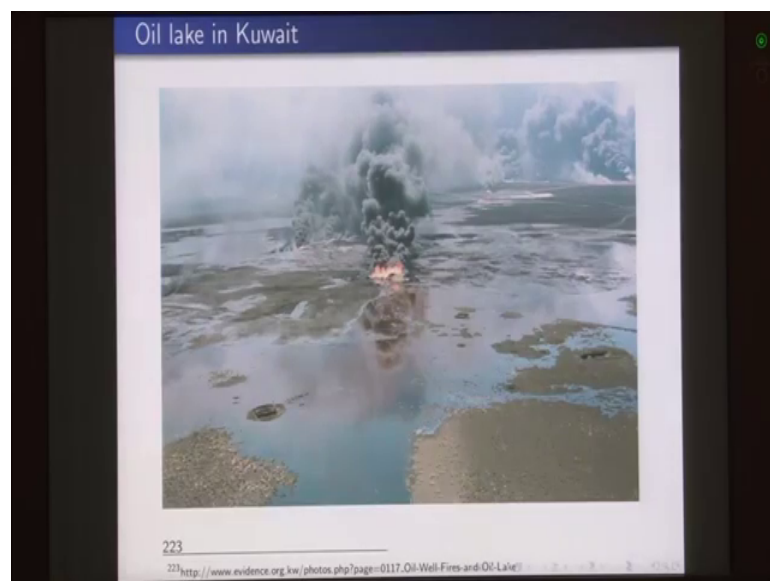 Oil lake in Kuwait
223
223http://www.evidence.org.kw/photos.php?page=0117.Oil-Well-Fires-and-Oil-Lake